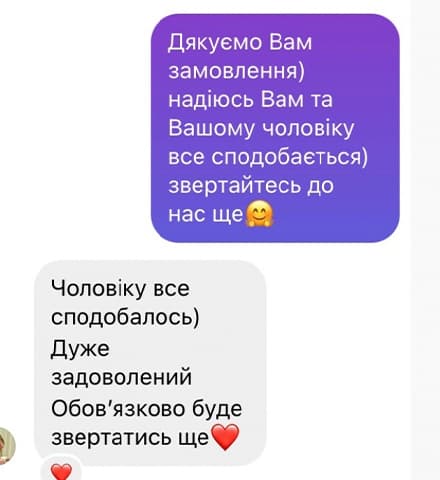 Дякуємо Вам
замовлення)
надіюсь Вам та
Вашому чоловіку
все сподобається)
звертайтесь до
нас ще🤗
Чоловіку все
сподобалось)
Дуже
задоволений
Обов’язково буде
звертатись ще❤️